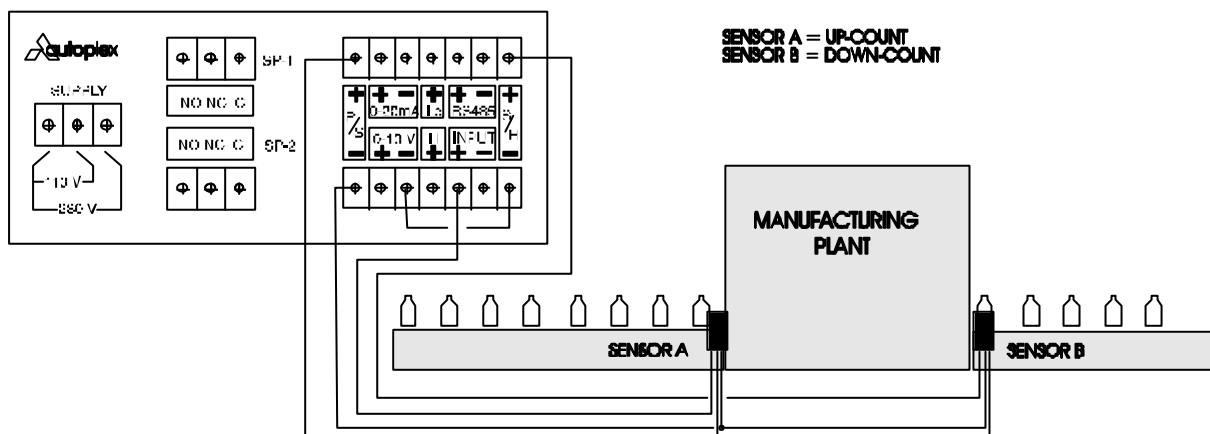 autoplex
SENSOR A = UP-COUNT
SENSOR B = DOWN-COUNT
SP-1
SUPPLY
NO NC C
+ + - + + - +
P/S 0-20mA RS485
NO NC C
SP-2
0-10 V INPUT
- + - + - -
110 V
MANUFACTURING
PLANT
SENSOR A
SENSOR B